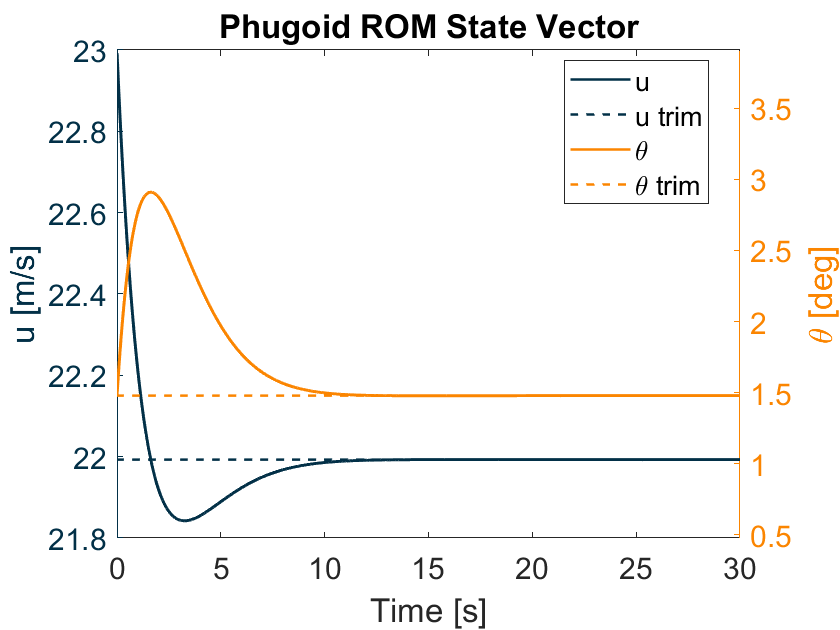 Phugoid ROM State Vector
u [m/s]
23
22.8
22.6
22.4
22.2
22
21.8
u
u trim
θ
θ trim
3.5
3
2.5
2
1.5
1
0.5
θ [deg]
0 5 10 15 20 25 30
Time [s]